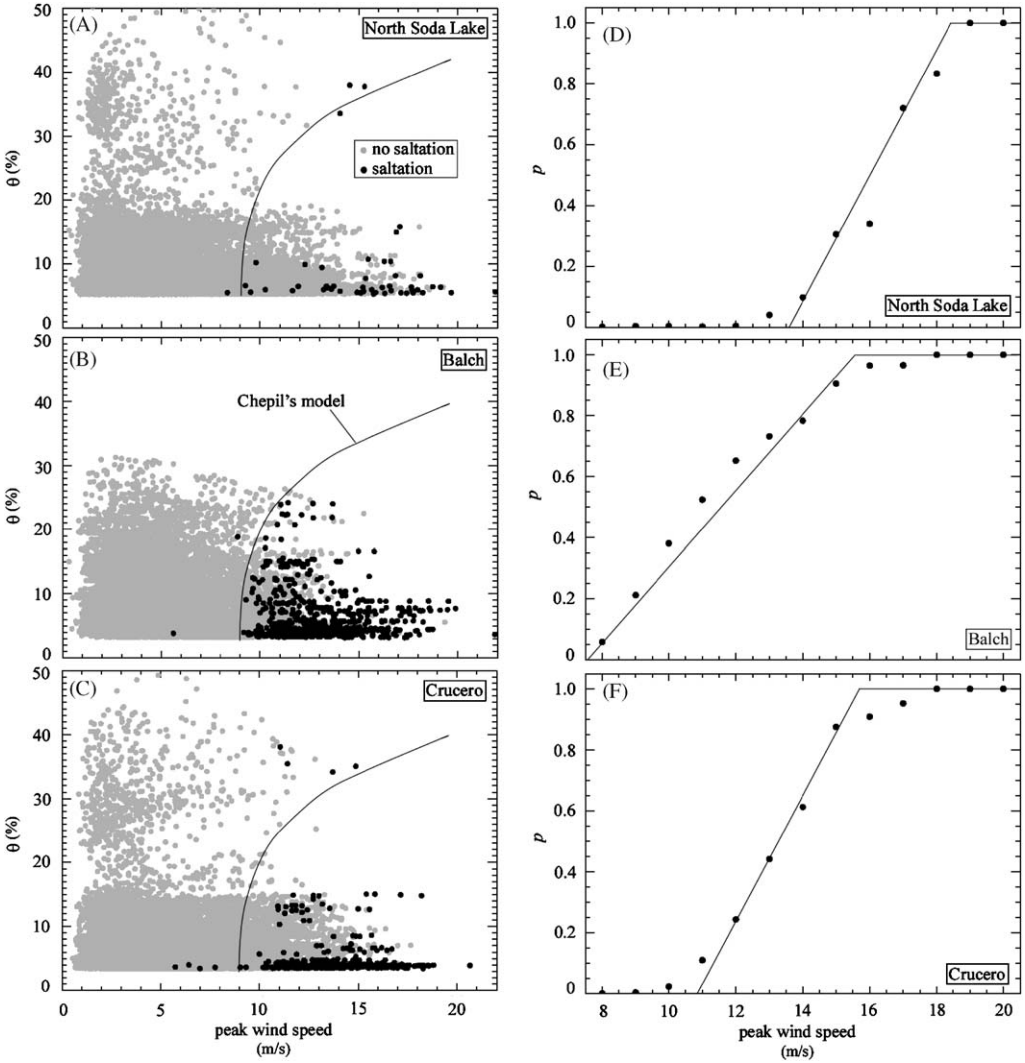 (A)
North Soda Lake
50
40
30
20
10
0
θ (%)
no saltation
saltation
(B)
Balch
Chepil's model
50
40
30
20
10
0
θ (%)
(C)
Crucero
50
40
30
20
10
0
θ (%)
0 5 10 15 20
peak wind speed
(m/s)
(D)
1.0
0.8
0.6
0.4
0.2
0
p
North Soda Lake
(E)
1.0
0.8
0.6
0.4
0.2
0
p
Balch
(F)
1.0
0.8
0.6
0.4
0.2
0
p
Crucero
8 10 12 14 16 18 20
peak wind speed
(m/s)